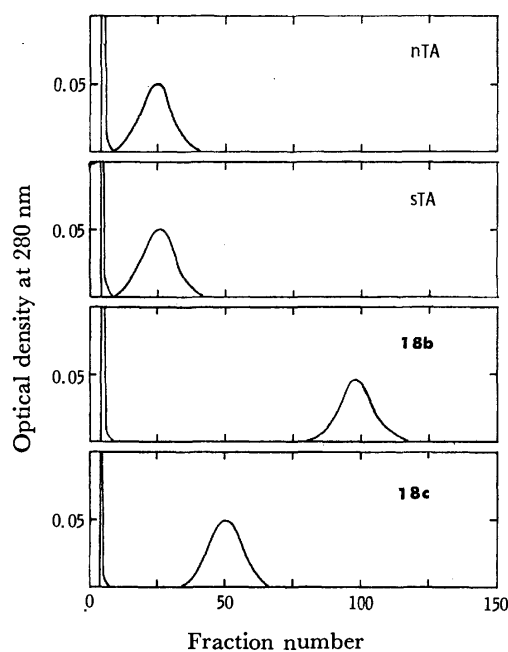 nTA
0.05
sTA
0.05
18b
0.05
18c
0.05
0 50 100 150
Optical density at 280 nm
Fraction number